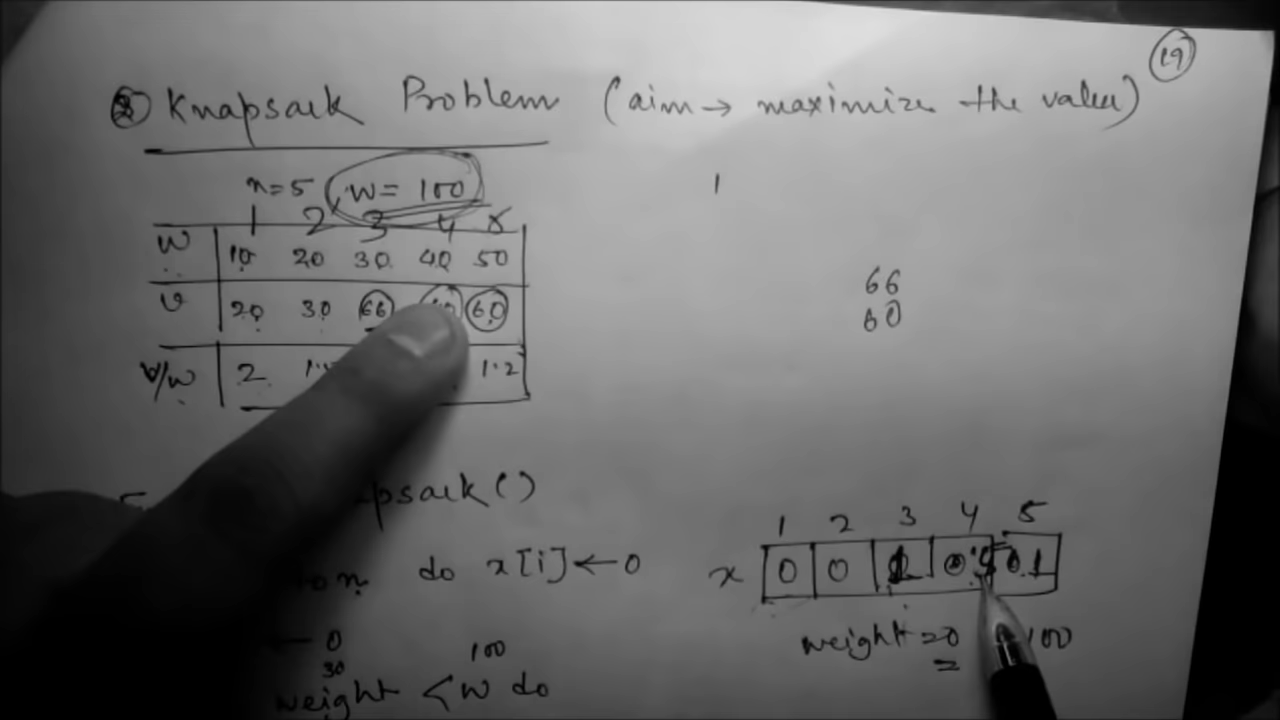 19
Knapsack Problem (aim → maximize the value)
n=5, W= 100
1 2 3 4 5
W 10 20 30 40 50
v 20 30 66 60
v/w 2 1.2
66
60
psack()
do x[i]←0
1 2 3 4 5
x 0 0 1 0.5 1
← 0
30 100
weight < W do
weight = 100